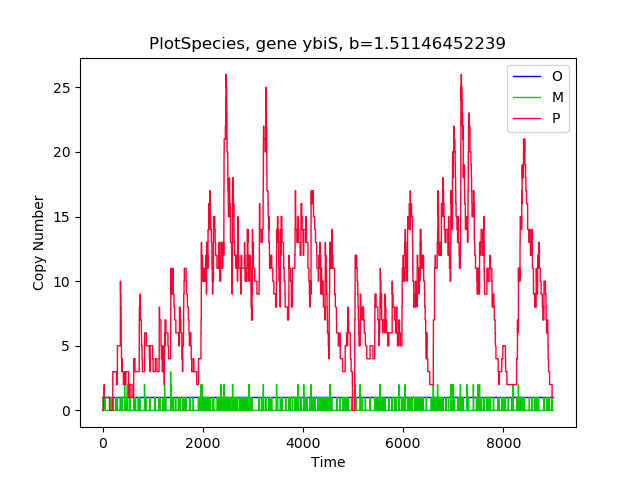 PlotSpecies, gene ybiS, b=1.51146452239
O
M
P
25
20
15
10
5
0
Copy Number
0 2000 4000 6000 8000
Time